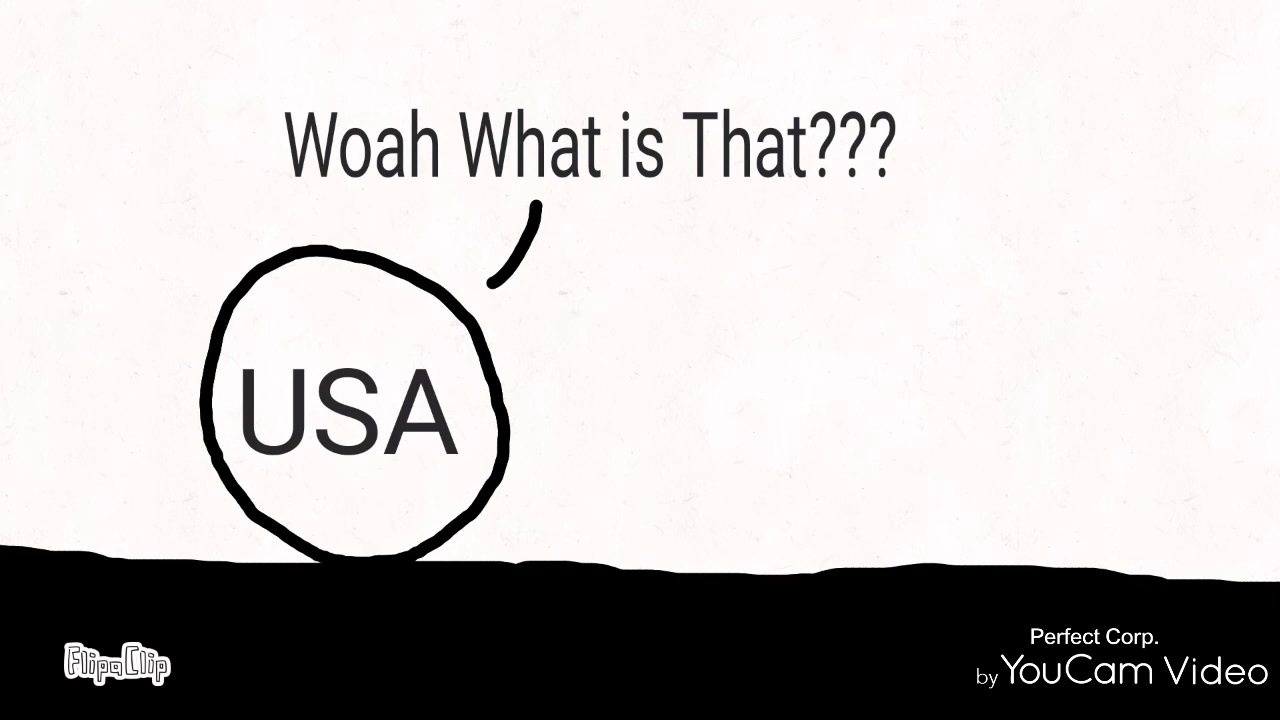 Woah What is That???
USA
FlipaClip
Perfect Corp.
by YouCam Video